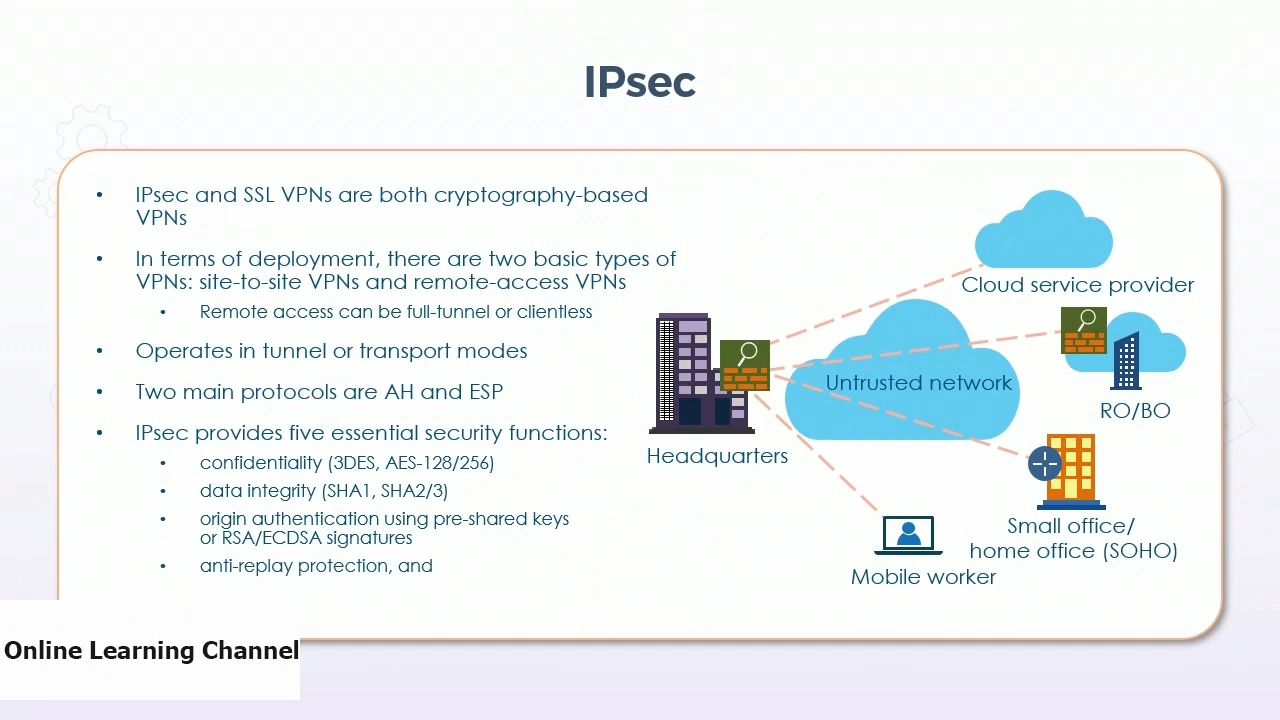 IPsec
• IPsec and SSL VPNs are both cryptography-based
VPNs
• In terms of deployment, there are two basic types of
VPNs: site-to-site VPNs and remote-access VPNs
• Remote access can be full-tunnel or clientless
• Operates in tunnel or transport modes
• Two main protocols are AH and ESP
• IPsec provides five essential security functions:
• confidentiality (3DES, AES-128/256)
• data integrity (SHA1, SHA2/3)
• origin authentication using pre-shared keys
or RSA/ECDSA signatures
• anti-replay protection, and
Cloud service provider
Untrusted network
RO/BO
Headquarters
Small office/
home office (SOHO)
Mobile worker
Online Learning Channel